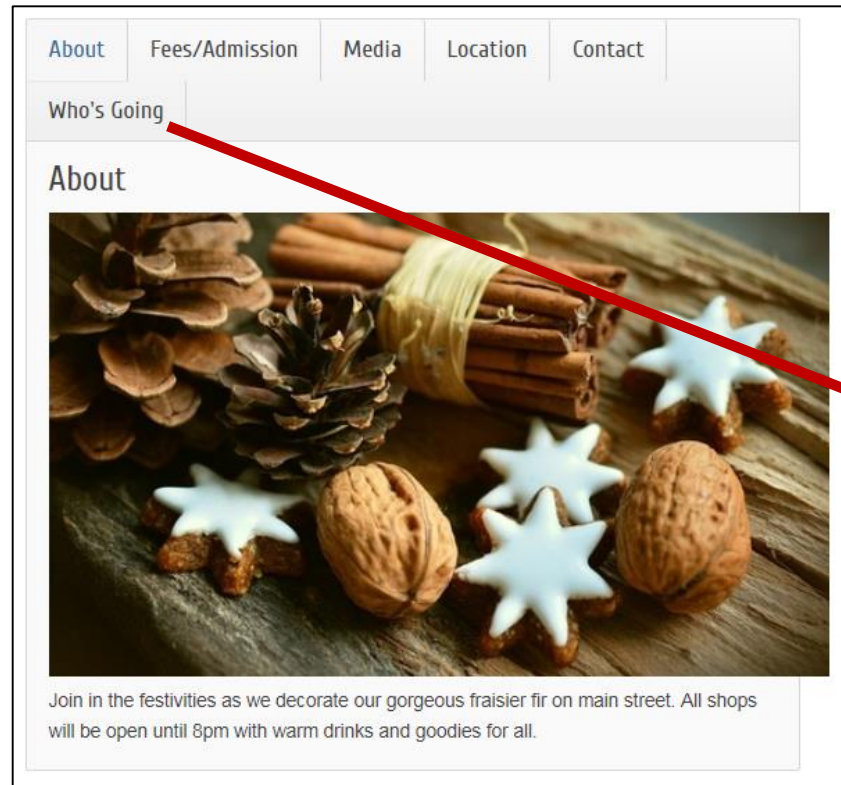 About Fees/Admission Media Location Contact
Who's Going
About
Join in the festivities as we decorate our gorgeous fraisier fir on main street. All shops
will be open until 8pm with warm drinks and goodies for all.